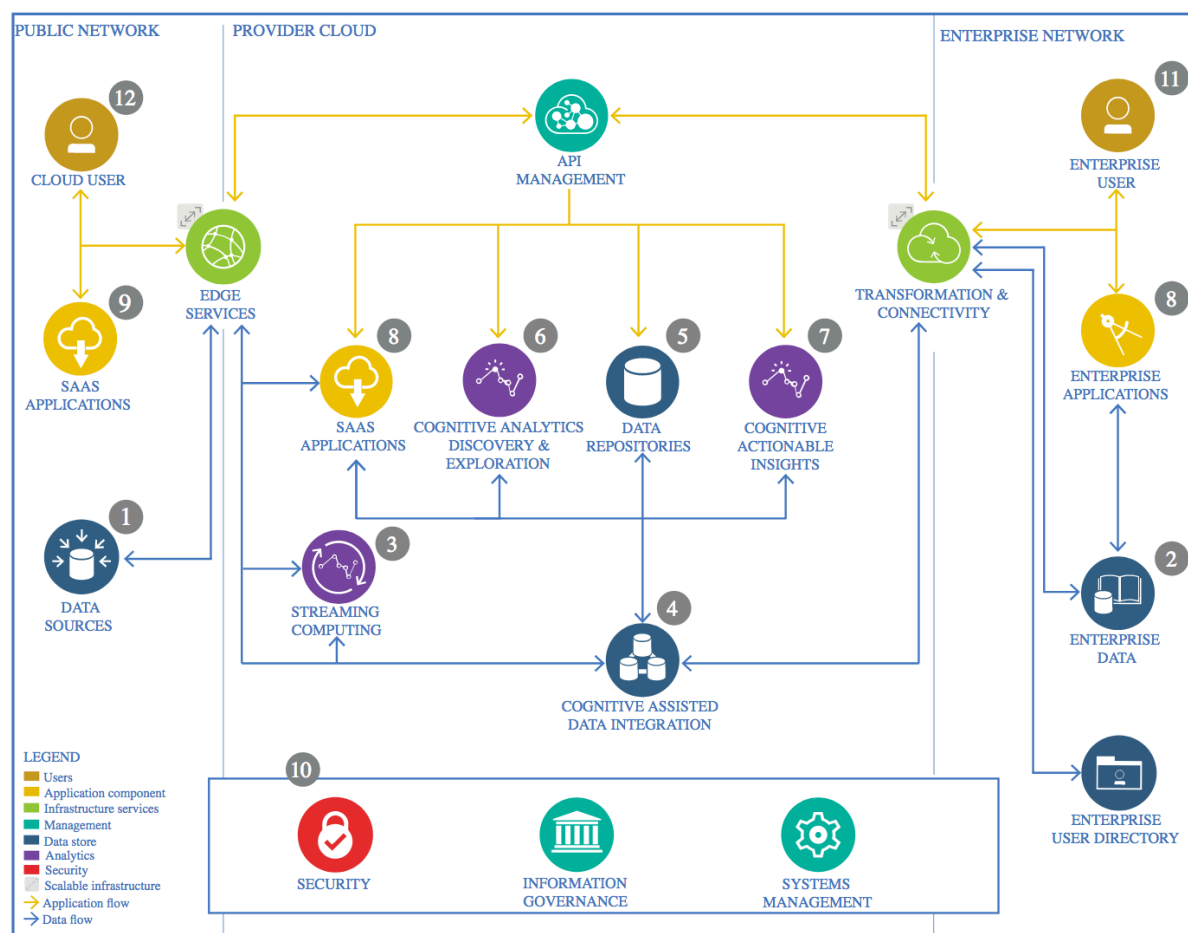 PUBLIC NETWORK
PROVIDER CLOUD
ENTERPRISE NETWORK
12
CLOUD USER
API
MANAGEMENT
11
ENTERPRISE
USER
EDGE
SERVICES
TRANSFORMATION &
CONNECTIVITY
9
SAAS
APPLICATIONS
8
SAAS
APPLICATIONS
6
COGNITIVE ANALYTICS
DISCOVERY &
EXPLORATION
5
DATA
REPOSITORIES
7
COGNITIVE
ACTIONABLE
INSIGHTS
8
ENTERPRISE
APPLICATIONS
1
DATA
SOURCES
3
STREAMING
COMPUTING
4
COGNITIVE ASSISTED
DATA INTEGRATION
2
ENTERPRISE
DATA
ENTERPRISE
USER DIRECTORY
LEGEND
Users
Application component
Infrastructure services
Management
Data store
Analytics
Security
Scalable infrastructure
Application flow
Data flow
10
SECURITY
INFORMATION
GOVERNANCE
SYSTEMS
MANAGEMENT